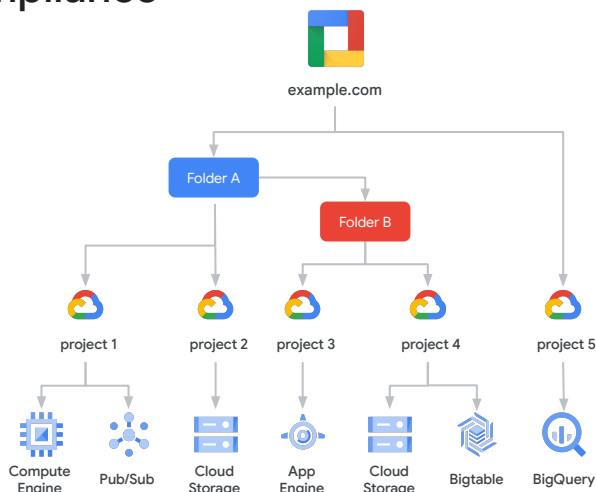 example.com
Folder A
Folder B
project 1
project 2
project 3
project 4
project 5
Compute
Engine
Pub/Sub
Cloud
Storage
App
Engine
Cloud
Storage
Bigtable
BigQuery